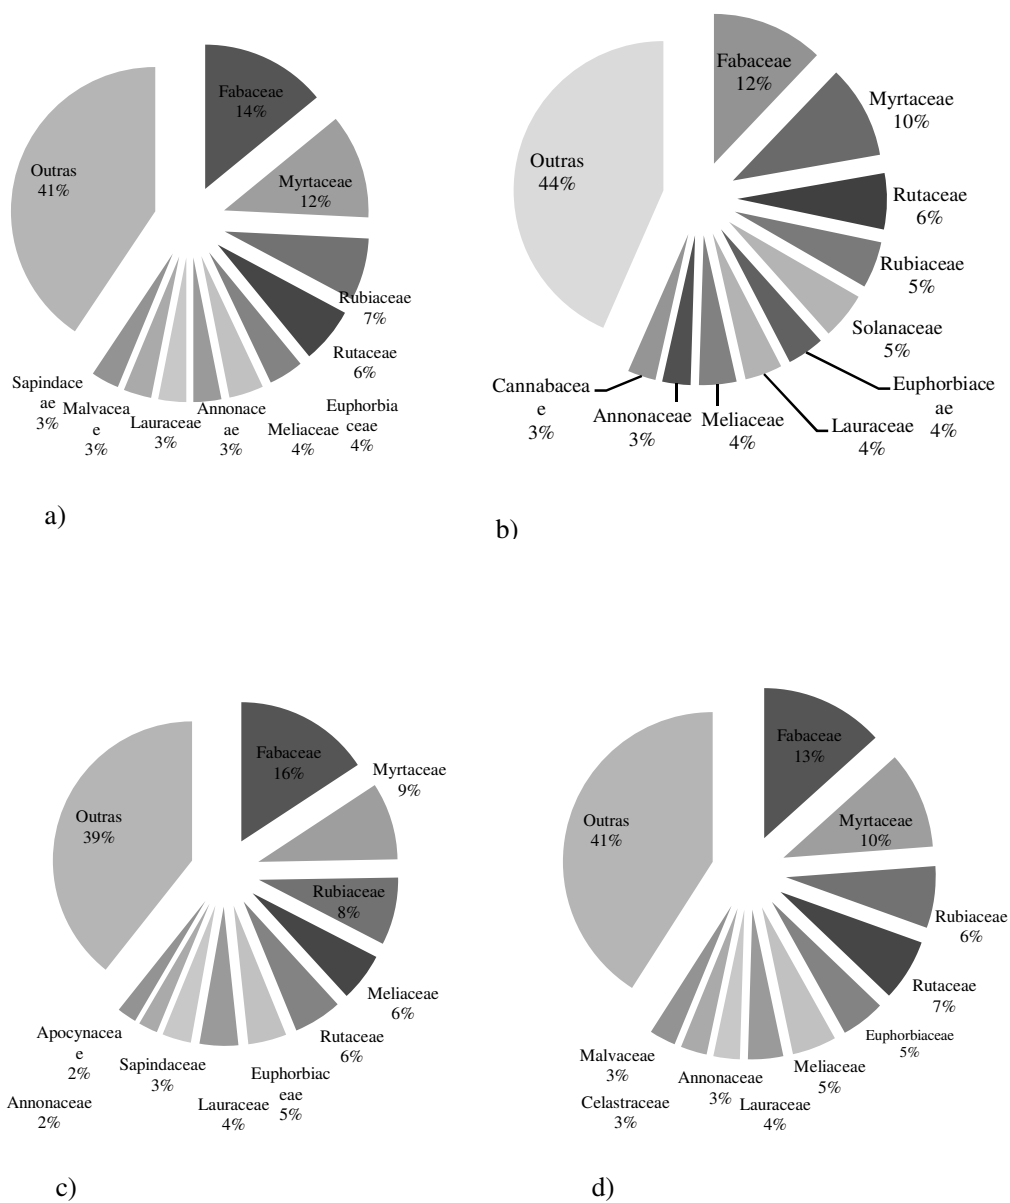 Fabaceae
14%
Myrtaceae
12%
Rubiaceae
7%
Rutaceae
6%
Euphorbia
ceae
4%
Meliaceae
4%
Annonace
ae
3%
Lauraceae
3%
Malvacea
e
3%
Sapindace
ae
3%
Outras
41%
a)
Fabaceae
12%
Myrtaceae
10%
Rutaceae
6%
Rubiaceae
5%
Solanaceae
5%
Euphorbiace
ae
4%
Lauraceae
4%
Meliaceae
4%
Annonaceae
3%
Cannabacea
e
3%
Outras
44%
b)
Fabaceae
16%
Myrtaceae
9%
Rubiaceae
8%
Meliaceae
6%
Rutaceae
6%
Euphorbiac
eae
5%
Lauraceae
4%
Sapindaceae
3%
Annonaceae
2%
Apocynacea
e
2%
Outras
39%
c)
Fabaceae
13%
Myrtaceae
10%
Rubiaceae
6%
Rutaceae
7%
Euphorbiaceae
5%
Meliaceae
5%
Lauraceae
4%
Annonaceae
3%
Celastraceae
3%
Malvaceae
3%
Outras
41%
d)